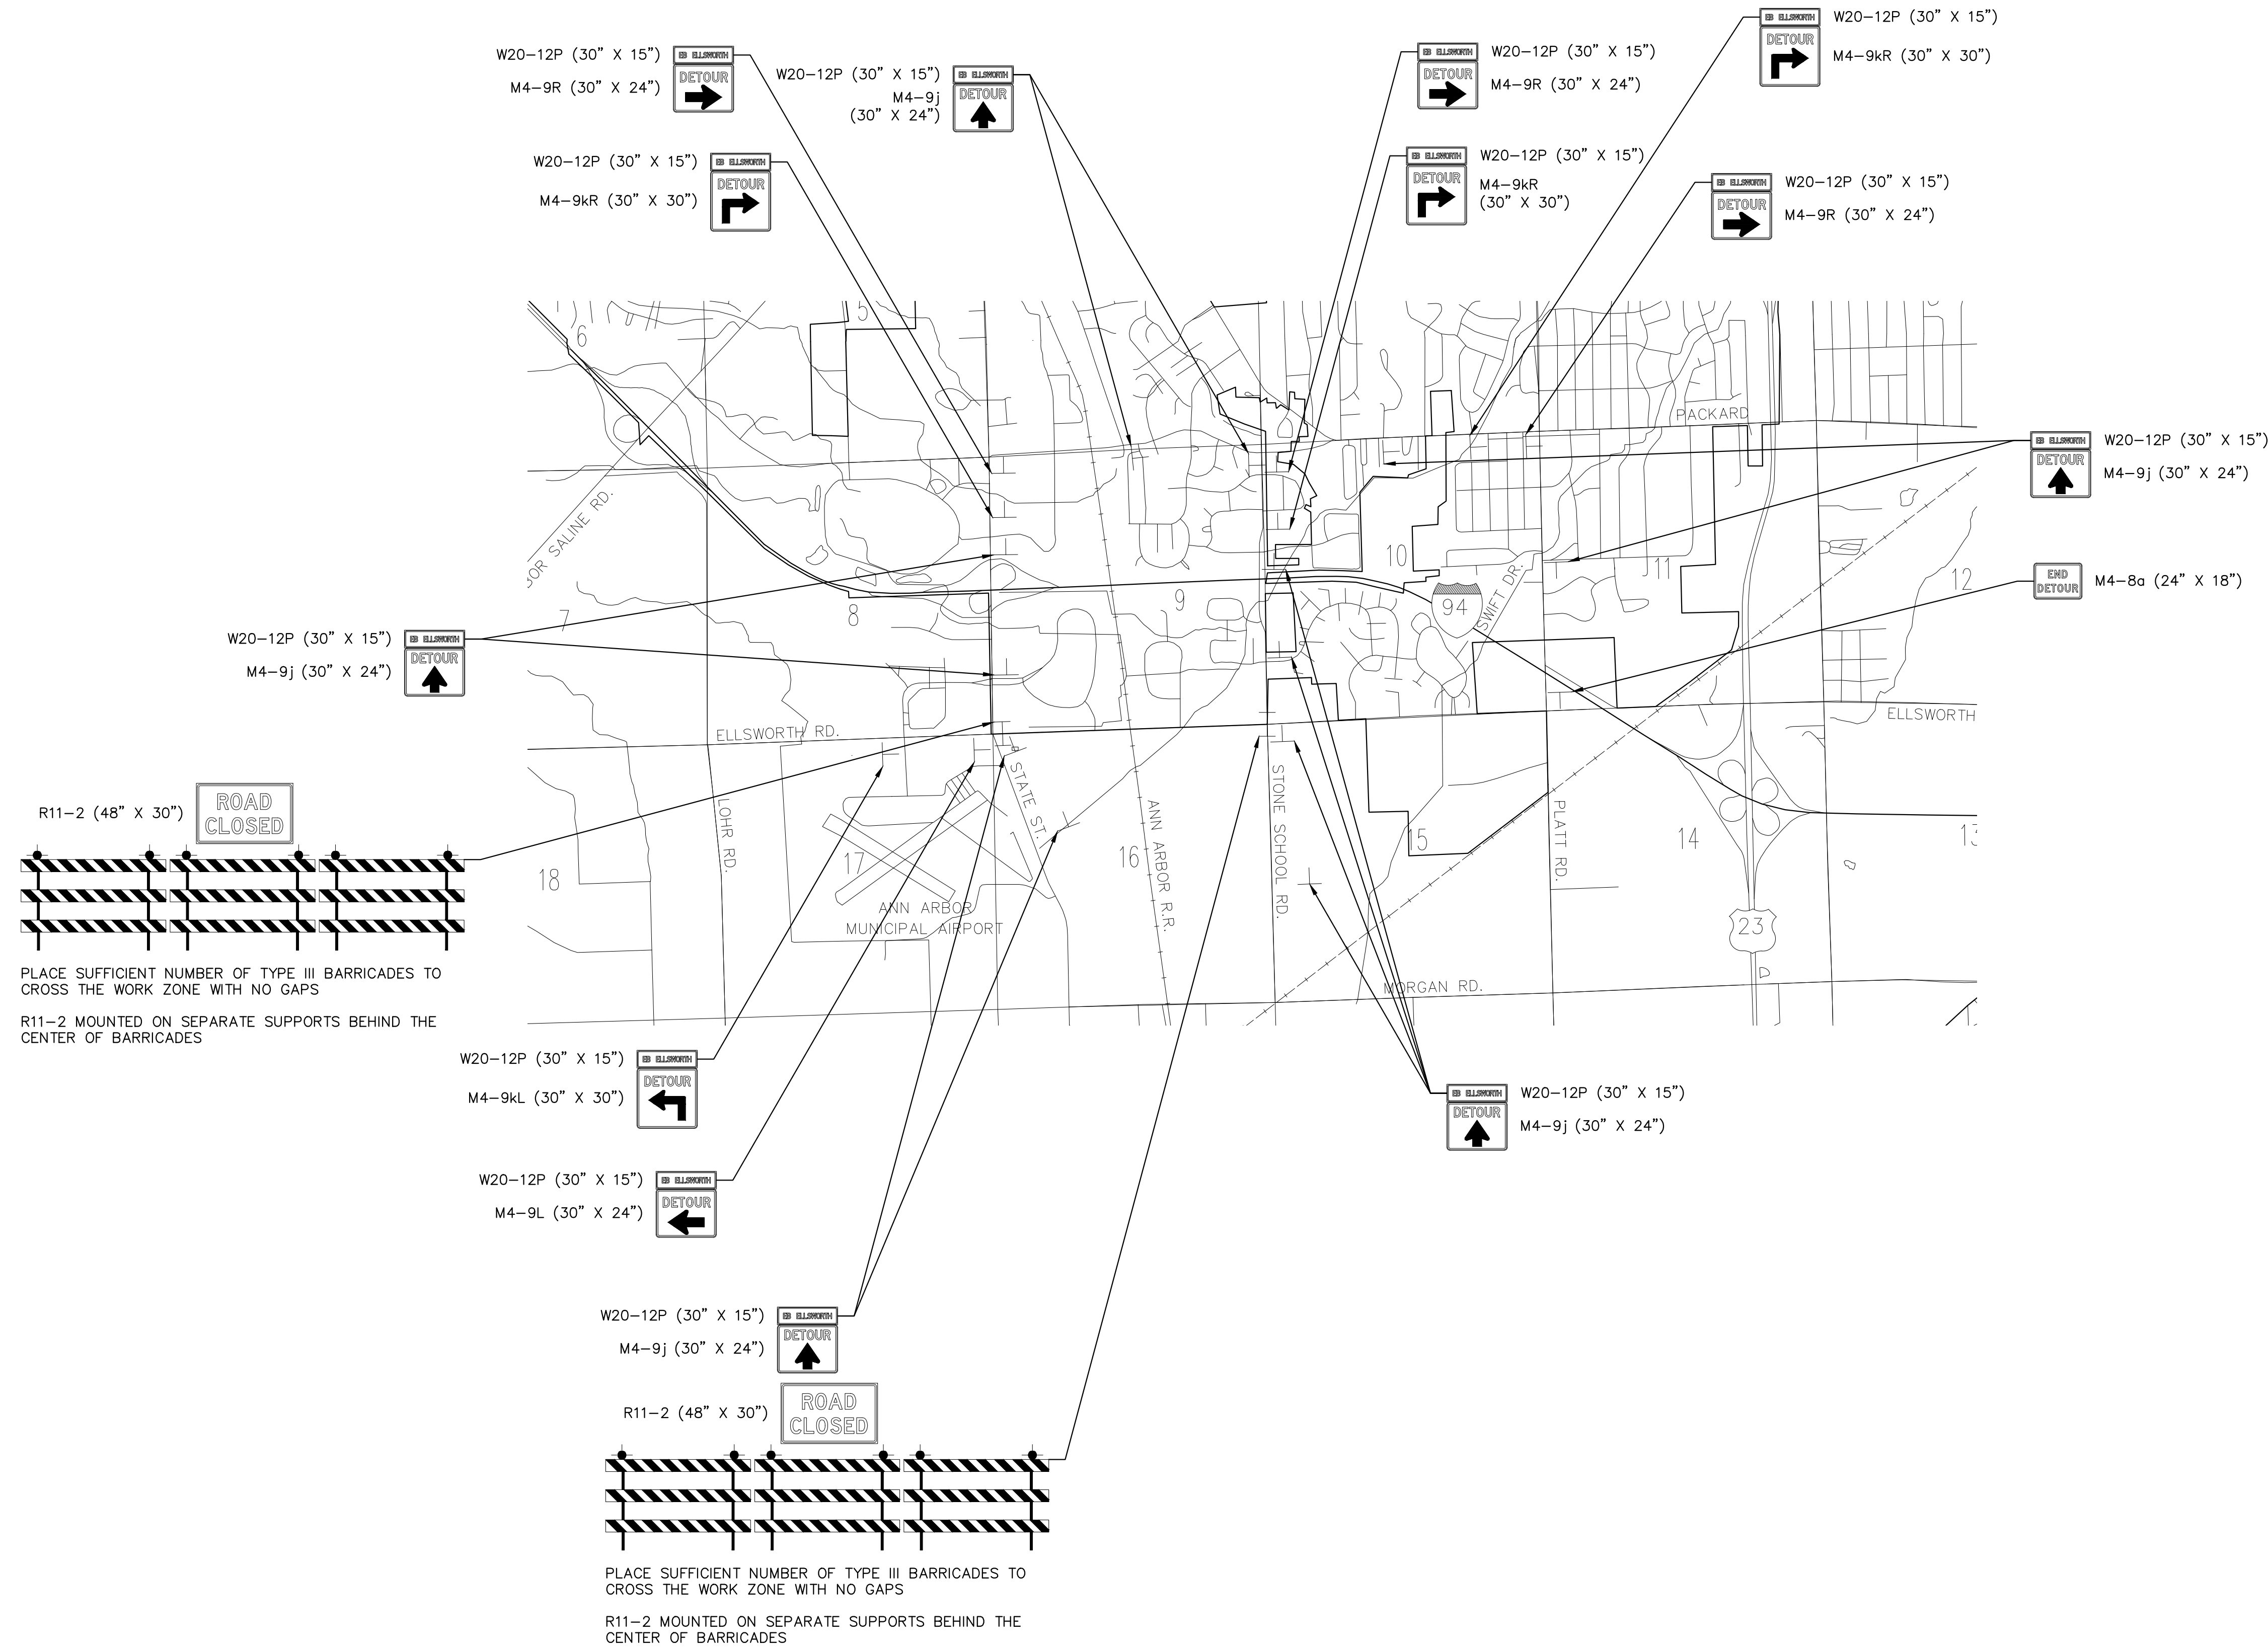 W20-12P (30" X 15")
EB ELLSWORTH
M4-9R (30" X 24")
DETOUR
W20-12P (30" X 15")
EB ELLSWORTH
M4-9j
(30" X 24")
DETOUR
EB ELLSWORTH
W20-12P (30" X 15")
DETOUR
M4-9R (30" X 24")
EB ELLSWORTH
W20-12P (30" X 15")
DETOUR
M4-9kR (30" X 30")
W20-12P (30" X 15")
EB ELLSWORTH
M4-9kR (30" X 30")
DETOUR
EB ELLSWORTH
W20-12P (30" X 15")
DETOUR
M4-9kR
(30" X 30")
EB ELLSWORTH
W20-12P (30" X 15")
DETOUR
M4-9R (30" X 24")
5
6
PACKARD
EB ELLSWORTH
W20-12P (30" X 15")
DETOUR
M4-9j (30" X 24")
BOR SALINE RD.
10
11
12
SWIFT DR.
94
END
DETOUR
M4-8a (24" X 18")
7
8
9
W20-12P (30" X 15")
EB ELLSWORTH
M4-9j (30" X 24")
DETOUR
ELLSWORTH RD.
ELLSWORTH
R11-2 (48" X 30")
ROAD
CLOSED
LOHR RD.
STATE ST.
ANN ARBOR R.R.
STONE SCHOOL RD.
PLATT RD.
18
17
16
15
14
13
ANN ARBOR
MUNICIPAL AIRPORT
23
MORGAN RD.
PLACE SUFFICIENT NUMBER OF TYPE III BARRICADES TO
CROSS THE WORK ZONE WITH NO GAPS
R11-2 MOUNTED ON SEPARATE SUPPORTS BEHIND THE
CENTER OF BARRICADES
W20-12P (30" X 15")
EB ELLSWORTH
M4-9kL (30" X 30")
DETOUR
EB ELLSWORTH
W20-12P (30" X 15")
DETOUR
M4-9j (30" X 24")
W20-12P (30" X 15")
EB ELLSWORTH
M4-9L (30" X 24")
DETOUR
W20-12P (30" X 15")
EB ELLSWORTH
M4-9j (30" X 24")
DETOUR
R11-2 (48" X 30")
ROAD
CLOSED
PLACE SUFFICIENT NUMBER OF TYPE III BARRICADES TO
CROSS THE WORK ZONE WITH NO GAPS
R11-2 MOUNTED ON SEPARATE SUPPORTS BEHIND THE
CENTER OF BARRICADES